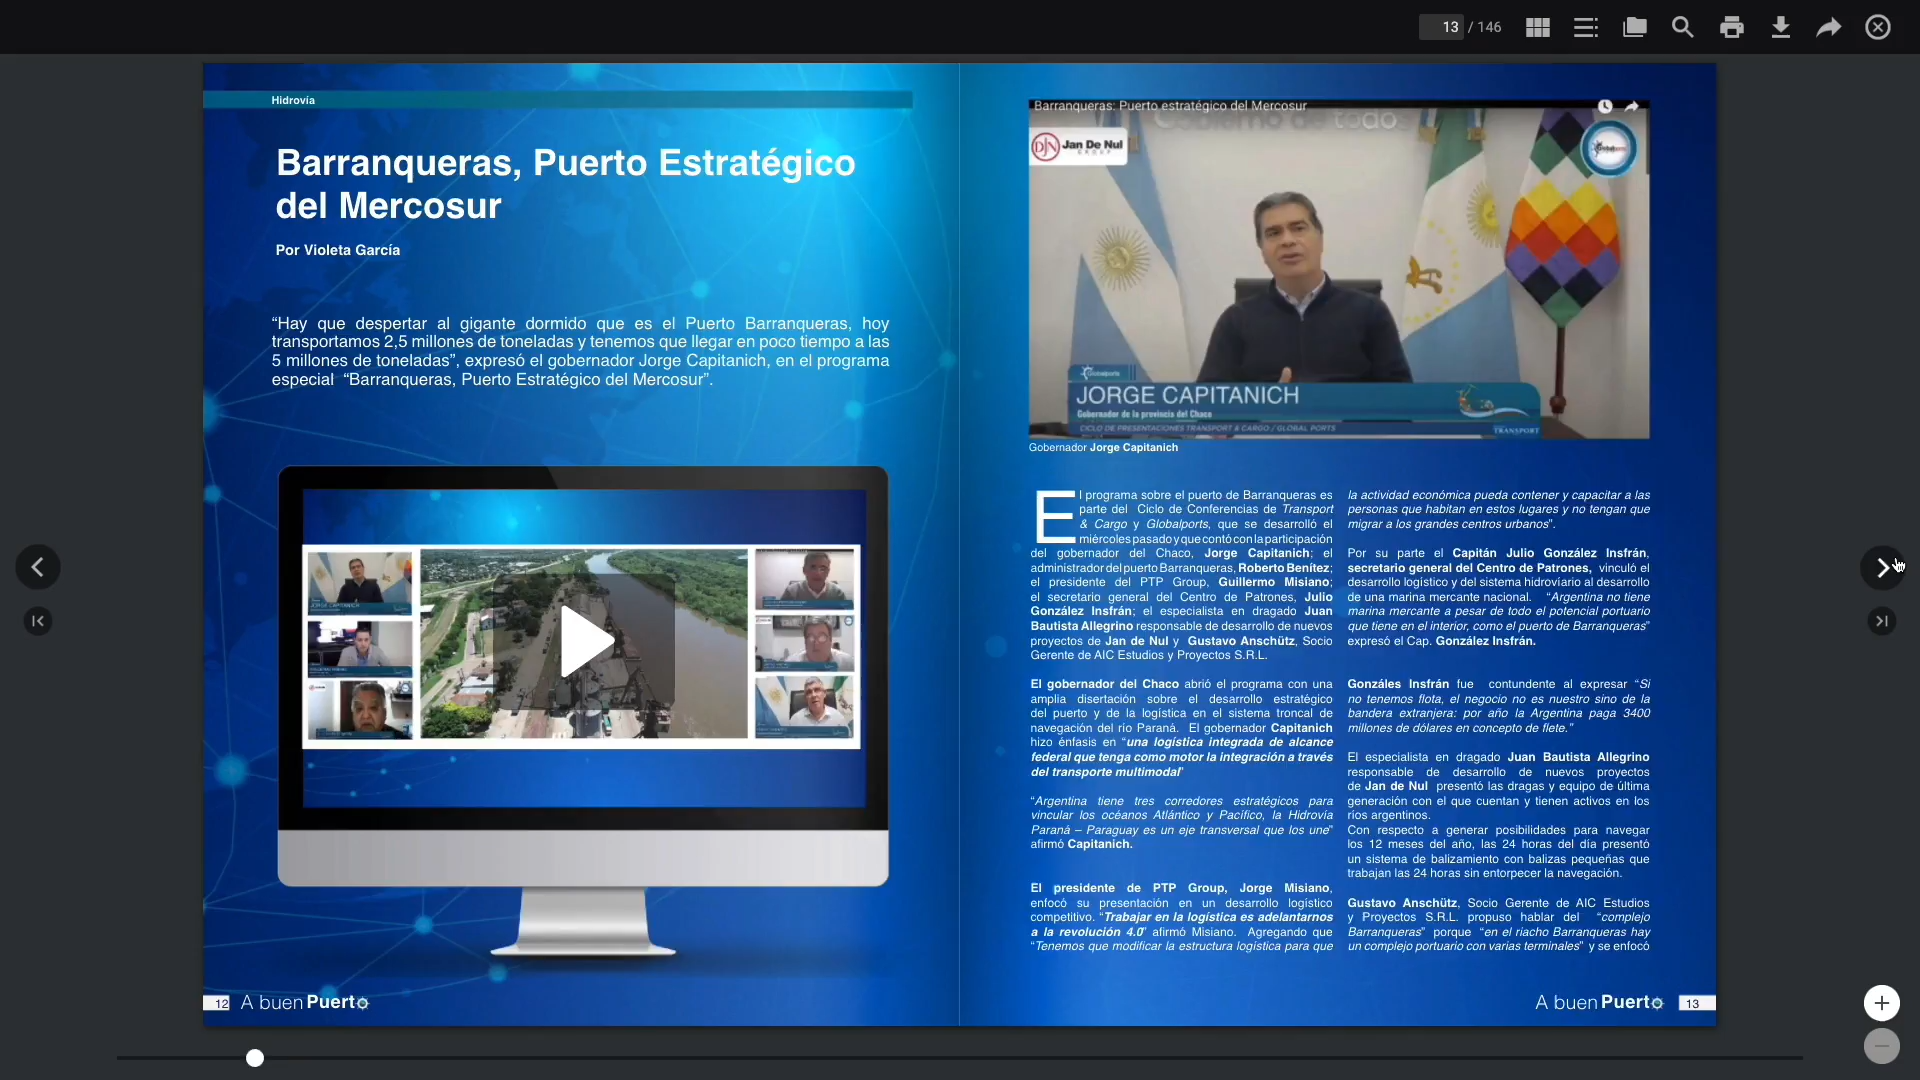 13 / 146
Hidrovía
Barranqueras, Puerto Estratégico
del Mercosur
Por Violeta García
“Hay que despertar al gigante dormido que es el Puerto Barranqueras, hoy
transportamos 2,5 millones de toneladas y tenemos que llegar en poco tiempo a las
5 millones de toneladas”, expresó el gobernador Jorge Capitanich, en el programa
especial “Barranqueras, Puerto Estratégico del Mercosur”.
JORGE CAPITANICH
12 A buen Puerto
Barranqueras: Puerto estratégico del Mercosur
Gobierno de todos
Jan De Nul
GROUP
Globalports
JORGE CAPITANICH
Gobernador de la provincia del Chaco
CICLO DE PRESENTACIONES TRANSPORT & CARGO / GLOBAL PORTS
TRANSPORT
Gobernador Jorge Capitanich
El programa sobre el puerto de Barranqueras es
parte del Ciclo de Conferencias de Transport
& Cargo y Globalports, que se desarrolló el
miércoles pasado y que contó con la participación
del gobernador del Chaco, Jorge Capitanich; el
administrador del puerto Barranqueras, Roberto Benítez;
el presidente del PTP Group, Guillermo Misiano;
el secretario general del Centro de Patrones, Julio
González Insfrán; el especialista en dragado Juan
Bautista Allegrino responsable de desarrollo de nuevos
proyectos de Jan de Nul y Gustavo Anschütz, Socio
Gerente de AIC Estudios y Proyectos S.R.L.
El gobernador del Chaco abrió el programa con una
amplia disertación sobre el desarrollo estratégico
del puerto y de la logística en el sistema troncal de
navegación del río Paraná. El gobernador Capitanich
hizo énfasis en “una logística integrada de alcance
federal que tenga como motor la integración a través
del transporte multimodal”
“Argentina tiene tres corredores estratégicos para
vincular los océanos Atlántico y Pacífico, la Hidrovía
Paraná – Paraguay es un eje transversal que los une”
afirmó Capitanich.
El presidente de PTP Group, Jorge Misiano,
enfocó su presentación en un desarrollo logístico
competitivo. “Trabajar en la logística es adelantarnos
a la revolución 4.0” afirmó Misiano. Agregando que
“Tenemos que modificar la estructura logística para que
la actividad económica pueda contener y capacitar a las
personas que habitan en estos lugares y no tengan que
migrar a los grandes centros urbanos”.
Por su parte el Capitán Julio González Insfrán,
secretario general del Centro de Patrones, vinculó el
desarrollo logístico y del sistema hidroviario al desarrollo
de una marina mercante nacional. “Argentina no tiene
marina mercante a pesar de todo el potencial portuario
que tiene en el interior, como el puerto de Barranqueras”
expresó el Cap. González Insfrán.
Gonzáles Insfrán fue contundente al expresar “Si
no tenemos flota, el negocio no es nuestro sino de la
bandera extranjera: por año la Argentina paga 3400
millones de dólares en concepto de flete.”
El especialista en dragado Juan Bautista Allegrino
responsable de desarrollo de nuevos proyectos
de Jan de Nul presentó las dragas y equipo de última
generación con el que cuentan y tienen activos en los
ríos argentinos.
Con respecto a generar posibilidades para navegar
los 12 meses del año, las 24 horas del día presentó
un sistema de balizamiento con balizas pequeñas que
trabajan las 24 horas sin entorpecer la navegación.
Gustavo Anschütz, Socio Gerente de AIC Estudios
y Proyectos S.R.L. propuso hablar del “complejo
Barranqueras” porque “en el riacho Barranqueras hay
un complejo portuario con varias terminales” y se enfocó
A buen Puerto 13